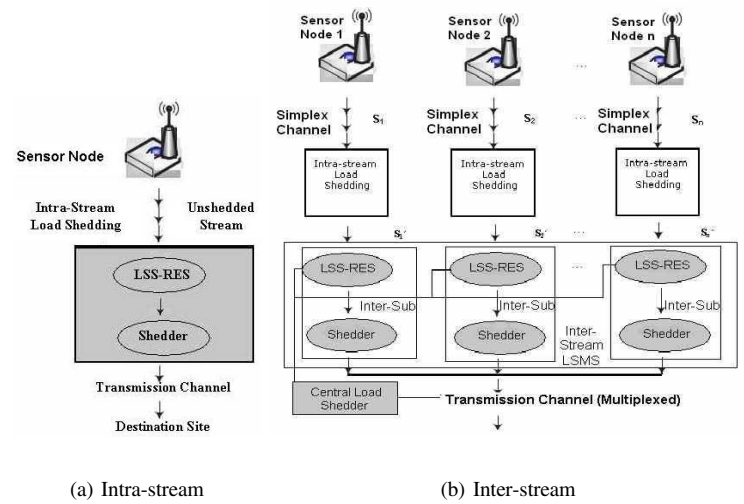 Sensor Node
Intra-Stream
Load Shedding
Unshedded
Stream
LSS-RES
Shedder
Transmission Channel
Destination Site
(a) Intra-stream
Sensor
Node 1
Sensor
Node 2
...
Sensor
Node n
Simplex
Channel
S1
Simplex
Channel
S2
...
Simplex
Channel
Sn
Intra-stream
Load
Shedding
Intra-stream
Load
Shedding
Intra-stream
Load
Shedding
S1´
S2´
...
Sn´
LSS-RES
LSS-RES
...
LSS-RES
Inter-Sub
Inter-Sub
Inter-Sub
Shedder
Shedder
Shedder
Inter-
Stream
LSMS
Central Load
Shedder
Transmission Channel (Multiplexed)
(b) Inter-stream